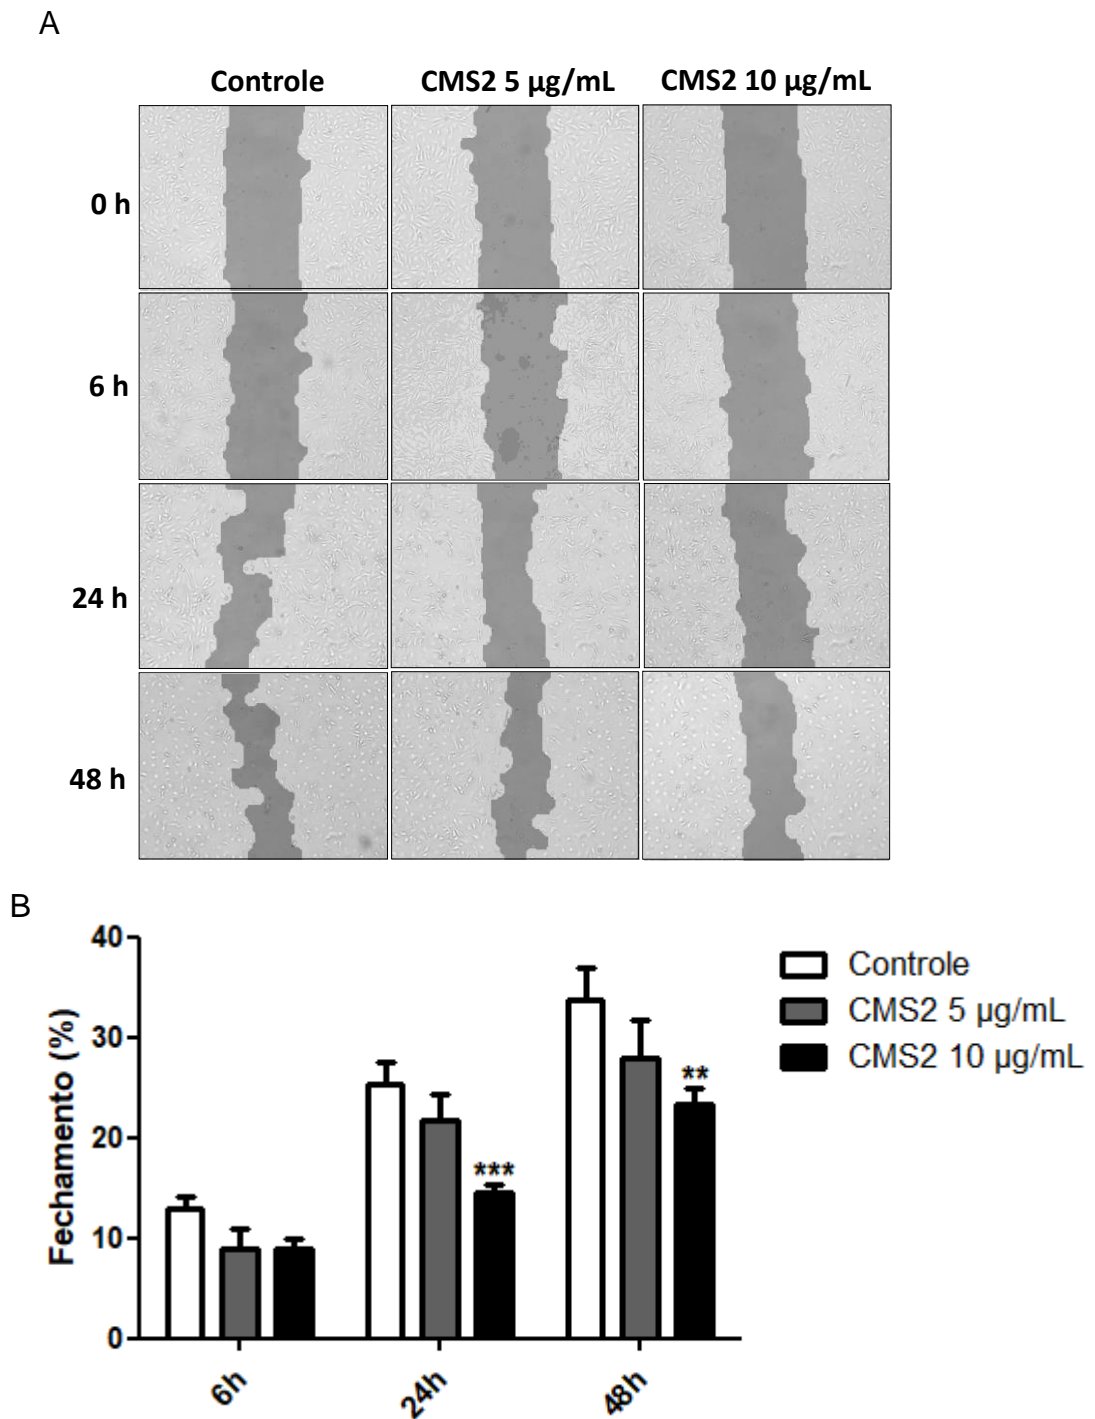 A
Controle CMS2 5 µg/mL CMS2 10 µg/mL
0 h
6 h
24 h
48 h
B
Fechamento (%)
40
30
20
10
0
**
***
6h 24h 48h
Controle
CMS2 5 µg/mL
CMS2 10 µg/mL